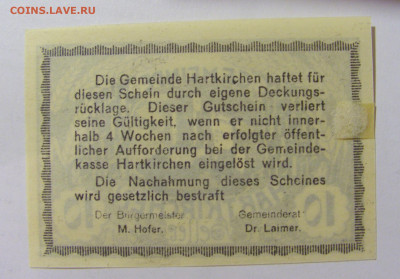 COINS.LAVE.RU
Die Gemeinde Hartkirchen haftet für
diesen Schein durch eigene Deckungs-
rücklage. Dieser Gutschein verliert
seine Gültigkeit, wenn er nicht inner-
halb 4 Wochen nach erfolgter öffent-
licher Aufforderung bei der Gemeinde-
kasse Hartkirchen eingelöst wird.
Die Nachahmung dieses Scheines
wird gesetzlich bestraft
Der Bürgermeister Gemeinderat
M. Hofer. Dr. Laimer.